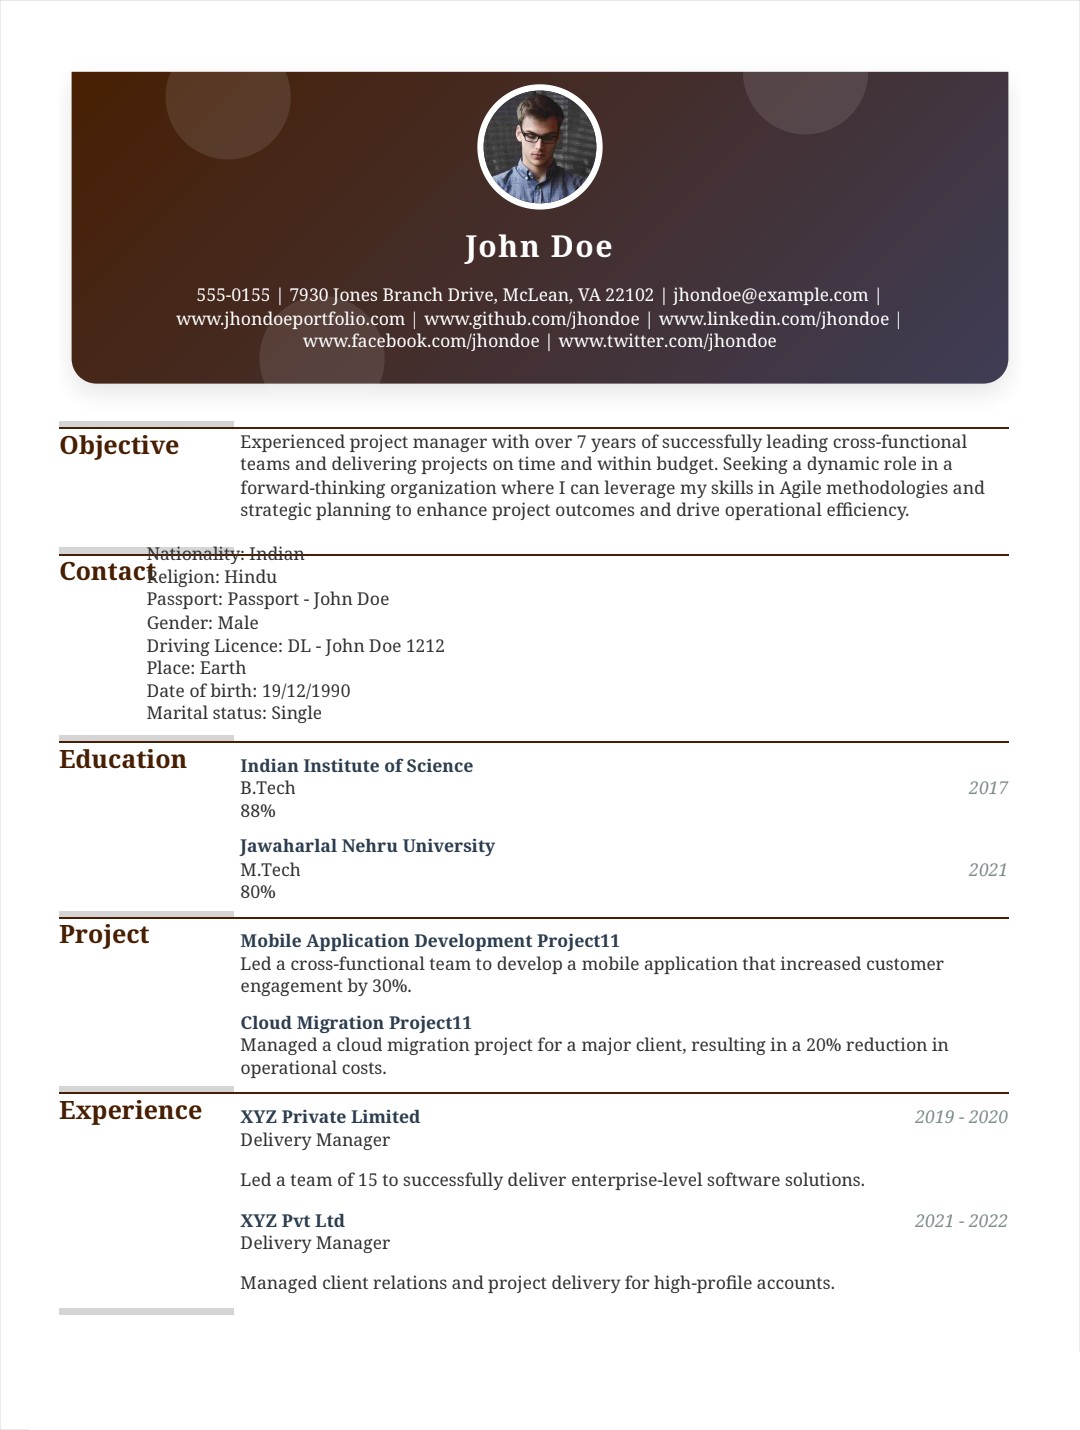 John Doe
555-0155 | 7930 Jones Branch Drive, McLean, VA 22102 | jhondoe@example.com |
www.jhondoeportfolio.com | www.github.com/jhondoe | www.linkedin.com/jhondoe |
www.facebook.com/jhondoe | www.twitter.com/jhondoe
Objective
Experienced project manager with over 7 years of successfully leading cross-functional
teams and delivering projects on time and within budget. Seeking a dynamic role in a
forward-thinking organization where I can leverage my skills in Agile methodologies and
strategic planning to enhance project outcomes and drive operational efficiency.
Contact
Nationality: Indian
Religion: Hindu
Passport: Passport - John Doe
Gender: Male
Driving Licence: DL - John Doe 1212
Place: Earth
Date of birth: 19/12/1990
Marital status: Single
Education
Indian Institute of Science
B.Tech 2017
88%
Jawaharlal Nehru University
M.Tech 2021
80%
Project
Mobile Application Development Project11
Led a cross-functional team to develop a mobile application that increased customer
engagement by 30%.
Cloud Migration Project11
Managed a cloud migration project for a major client, resulting in a 20% reduction in
operational costs.
Experience
XYZ Private Limited 2019 - 2020
Delivery Manager
Led a team of 15 to successfully deliver enterprise-level software solutions.
XYZ Pvt Ltd 2021 - 2022
Delivery Manager
Managed client relations and project delivery for high-profile accounts.